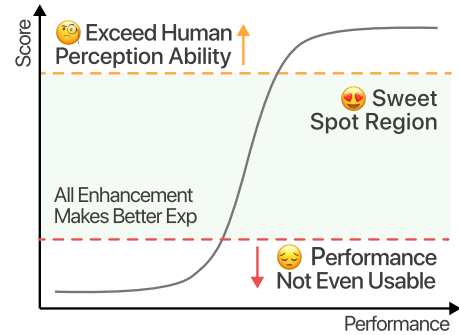 Score
🧐 Exceed Human
Perception Ability
😍 Sweet
Spot Region
All Enhancement
Makes Better Exp
😔 Performance
Not Even Usable
Performance